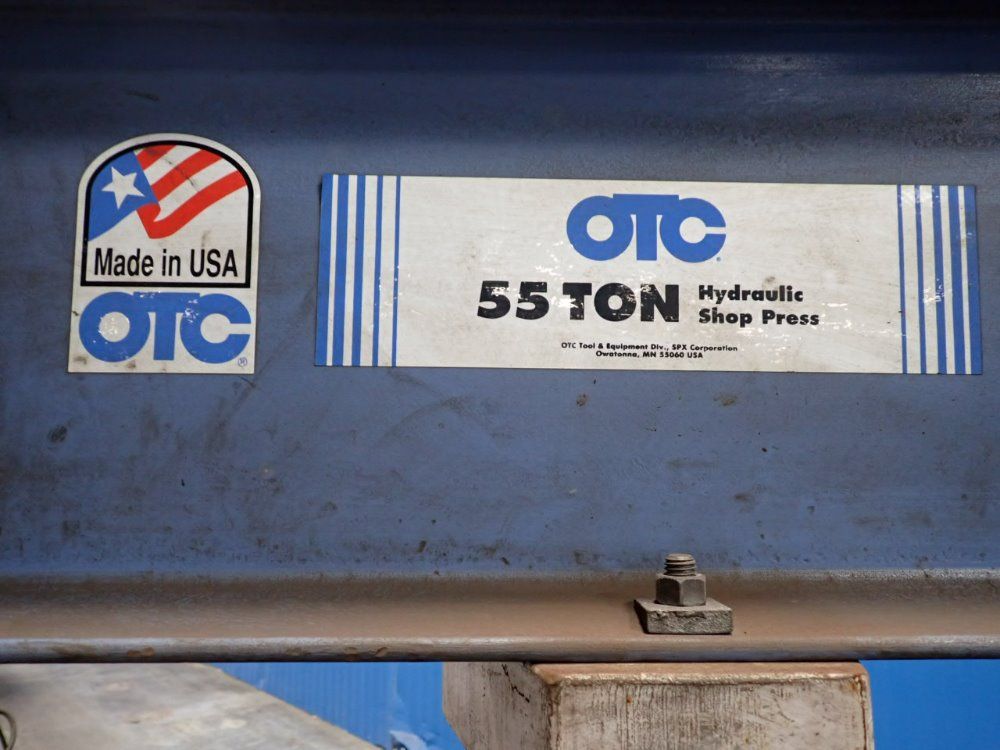 Made in USA
OTC
®
OTC®
55 TON Hydraulic
Shop Press
OTC Tool & Equipment Div., SPX Corporation
Owatonna, MN 55060 USA